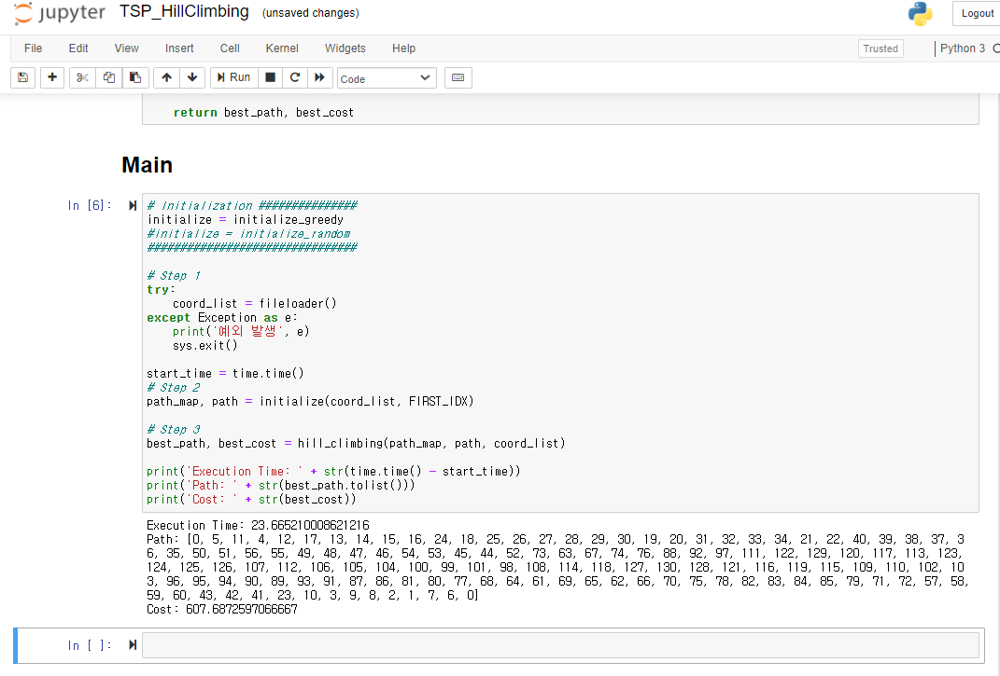 jupyter TSP_HillClimbing (unsaved changes) Logout
File Edit View Insert Cell Kernel Widgets Help Trusted Python 3
Run Code
return best_path, best_cost
Main
In [6]: # Initialization ###############
initialize = initialize_greedy
#initialize = initialize_random
################################
# Step 1
try:
coord_list = fileloader()
except Exception as e:
print('예외 발생', e)
sys.exit()
start_time = time.time()
# Step 2
path_map, path = initialize(coord_list, FIRST_IDX)
# Step 3
best_path, best_cost = hill_climbing(path_map, path, coord_list)
print('Execution Time: ' + str(time.time() - start_time))
print('Path: ' + str(best_path.tolist()))
print('Cost: ' + str(best_cost))
Execution Time: 23.665210008621216
Path: [0, 5, 11, 4, 12, 17, 13, 14, 15, 16, 24, 18, 25, 26, 27, 28, 29, 30, 19, 20, 31, 32, 33, 34, 21, 22, 40, 39, 38, 37, 3
6, 35, 50, 51, 56, 55, 49, 48, 47, 46, 54, 53, 45, 44, 52, 73, 63, 67, 74, 76, 88, 92, 97, 111, 122, 129, 120, 117, 113, 123,
124, 125, 126, 107, 112, 106, 105, 104, 100, 99, 101, 98, 108, 114, 118, 127, 130, 128, 121, 116, 119, 115, 109, 110, 102, 10
3, 96, 95, 94, 90, 89, 93, 91, 87, 86, 81, 80, 77, 68, 64, 61, 69, 65, 62, 66, 70, 75, 78, 82, 83, 84, 85, 79, 71, 72, 57, 58,
59, 60, 43, 42, 41, 23, 10, 3, 9, 8, 2, 1, 7, 6, 0]
Cost: 607.6872597066667
In [ ]: